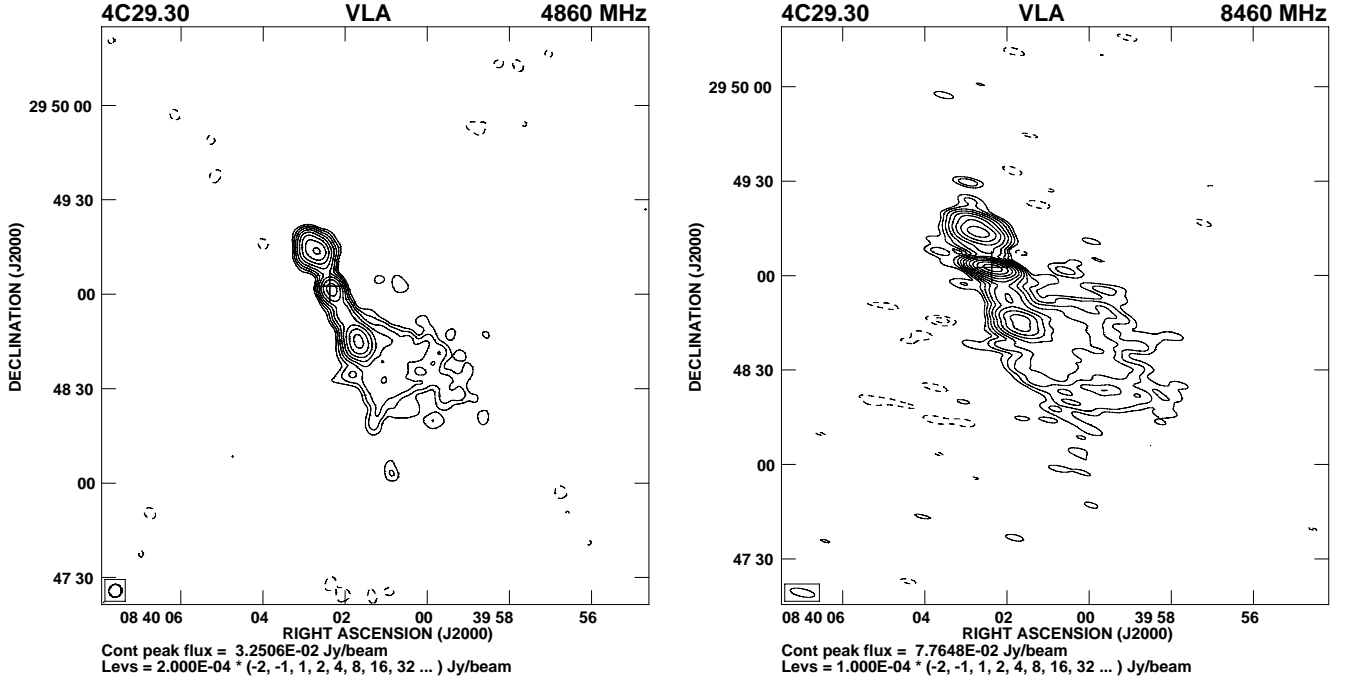 4C29.30 VLA 4860 MHz
DECLINATION (J2000)
29 50 00
49 30
00
48 30
00
47 30
08 40 06 04 02 00 39 58 56
RIGHT ASCENSION (J2000)
Cont peak flux = 3.2506E-02 Jy/beam
Levs = 2.000E-04 * (-2, -1, 1, 2, 4, 8, 16, 32 ... ) Jy/beam
4C29.30 VLA 8460 MHz
DECLINATION (J2000)
29 50 00
49 30
00
48 30
00
47 30
08 40 06 04 02 00 39 58 56
RIGHT ASCENSION (J2000)
Cont peak flux = 7.7648E-02 Jy/beam
Levs = 1.000E-04 * (-2, -1, 1, 2, 4, 8, 16, 32 ... ) Jy/beam